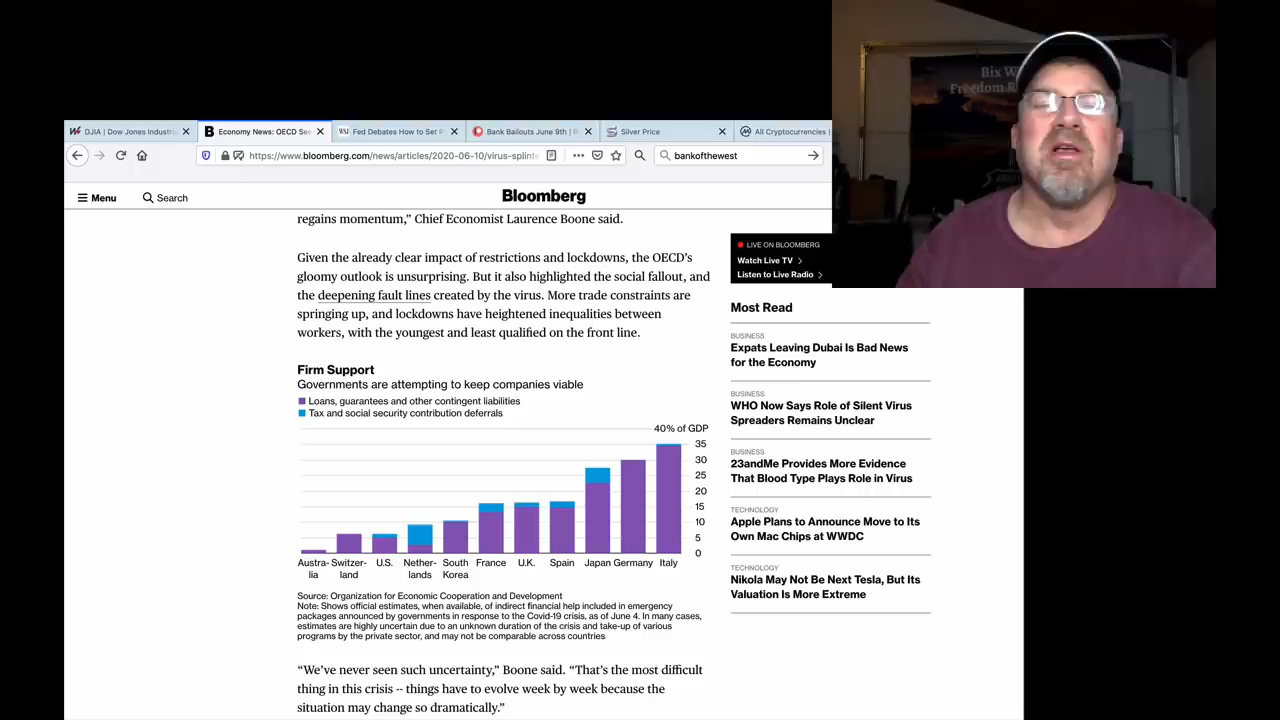 Bix W
Freedom R
DJIA | Dow Jones Industri
Economy News: OECD See
Fed Debates How to Set P
Bank Bailouts June 9th | R
Silver Price
All Cryptocurrencies |
https://www.bloomberg.com/news/articles/2020-06-10/virus-splinte
bankofthewest
Menu
Search
Bloomberg
regains momentum,” Chief Economist Laurence Boone said.
Given the already clear impact of restrictions and lockdowns, the OECD’s
gloomy outlook is unsurprising. But it also highlighted the social fallout, and
the deepening fault lines created by the virus. More trade constraints are
springing up, and lockdowns have heightened inequalities between
workers, with the youngest and least qualified on the front line.
Firm Support
Governments are attempting to keep companies viable
Loans, guarantees and other contingent liabilities
Tax and social security contribution deferrals
40% of GDP
35
30
25
20
15
10
5
0
Austra-
lia
Switzer-
land
U.S.
Nether-
lands
South
Korea
France
U.K.
Spain
Japan
Germany
Italy
Source: Organization for Economic Cooperation and Development
Note: Shows official estimates, when available, of indirect financial help included in emergency
packages announced by governments in response to the Covid-19 crisis, as of June 4. In many cases,
estimates are highly uncertain due to an unknown duration of the crisis and take-up of various
programs by the private sector, and may not be comparable across countries
“We’ve never seen such uncertainty,” Boone said. “That’s the most difficult
thing in this crisis -- things have to evolve week by week because the
situation may change so dramatically.”
LIVE ON BLOOMBERG
Watch Live TV
Listen to Live Radio
Most Read
BUSINESS
Expats Leaving Dubai Is Bad News
for the Economy
BUSINESS
WHO Now Says Role of Silent Virus
Spreaders Remains Unclear
BUSINESS
23andMe Provides More Evidence
That Blood Type Plays Role in Virus
TECHNOLOGY
Apple Plans to Announce Move to Its
Own Mac Chips at WWDC
TECHNOLOGY
Nikola May Not Be Next Tesla, But Its
Valuation Is More Extreme